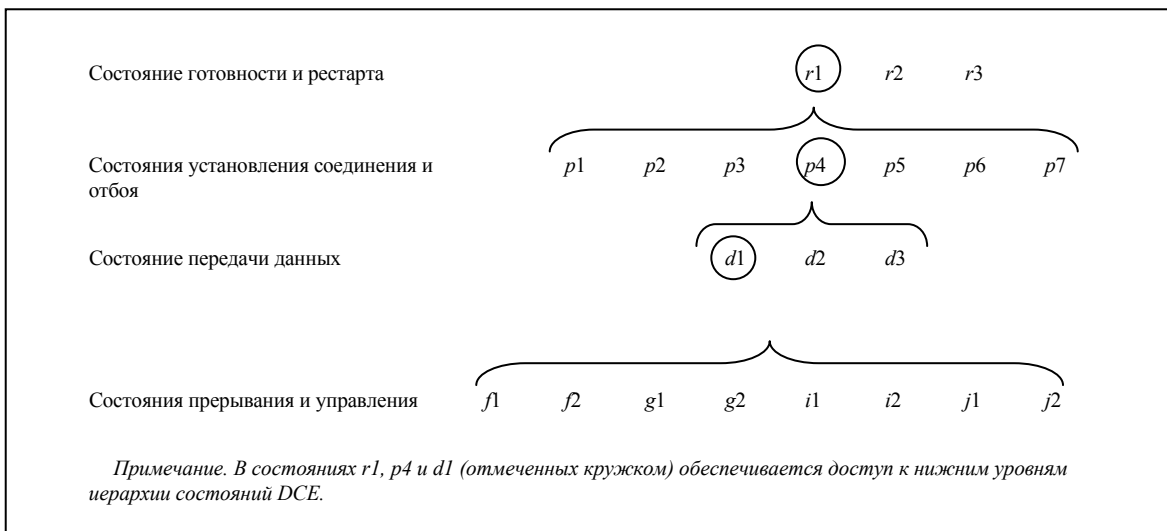 Состояние готовности и рестарта r1 r2 r3
Состояния установления соединения и отбоя p1 p2 p3 p4 p5 p6 p7
Состояние передачи данных d1 d2 d3
Состояния прерывания и управления f1 f2 g1 g2 i1 i2 j1 j2
Примечание. В состояниях r1, p4 и d1 (отмеченных кружком) обеспечивается доступ к нижним уровням
иерархии состояний DCE.